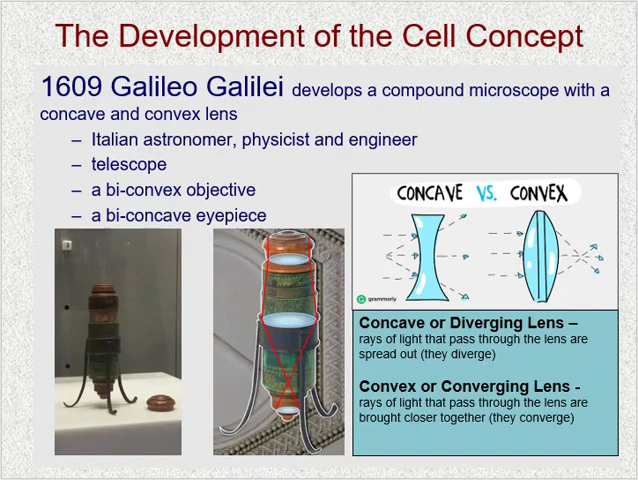 The Development of the Cell Concept
1609 Galileo Galilei develops a compound microscope with a
concave and convex lens
– Italian astronomer, physicist and engineer
– telescope
– a bi-convex objective
– a bi-concave eyepiece
CONCAVE VS. CONVEX
grammarly
Concave or Diverging Lens –
rays of light that pass through the lens are
spread out (they diverge)
Convex or Converging Lens -
rays of light that pass through the lens are
brought closer together (they converge)